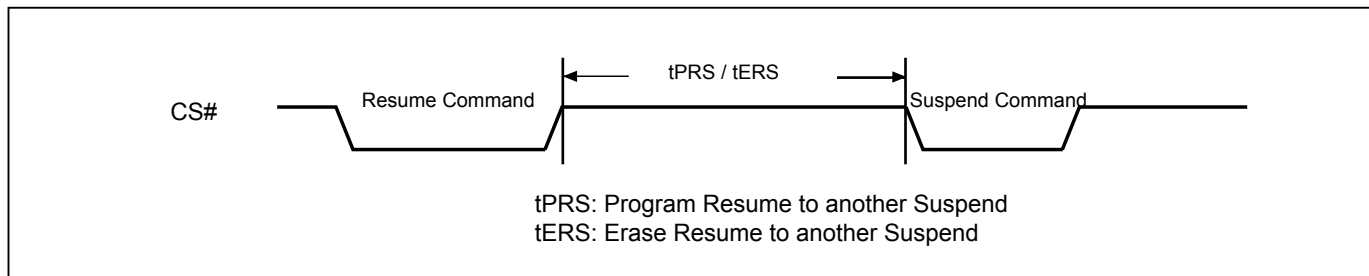 tPRS / tERS
Resume Command
Suspend Command
CS#
tPRS: Program Resume to another Suspend
tERS: Erase Resume to another Suspend